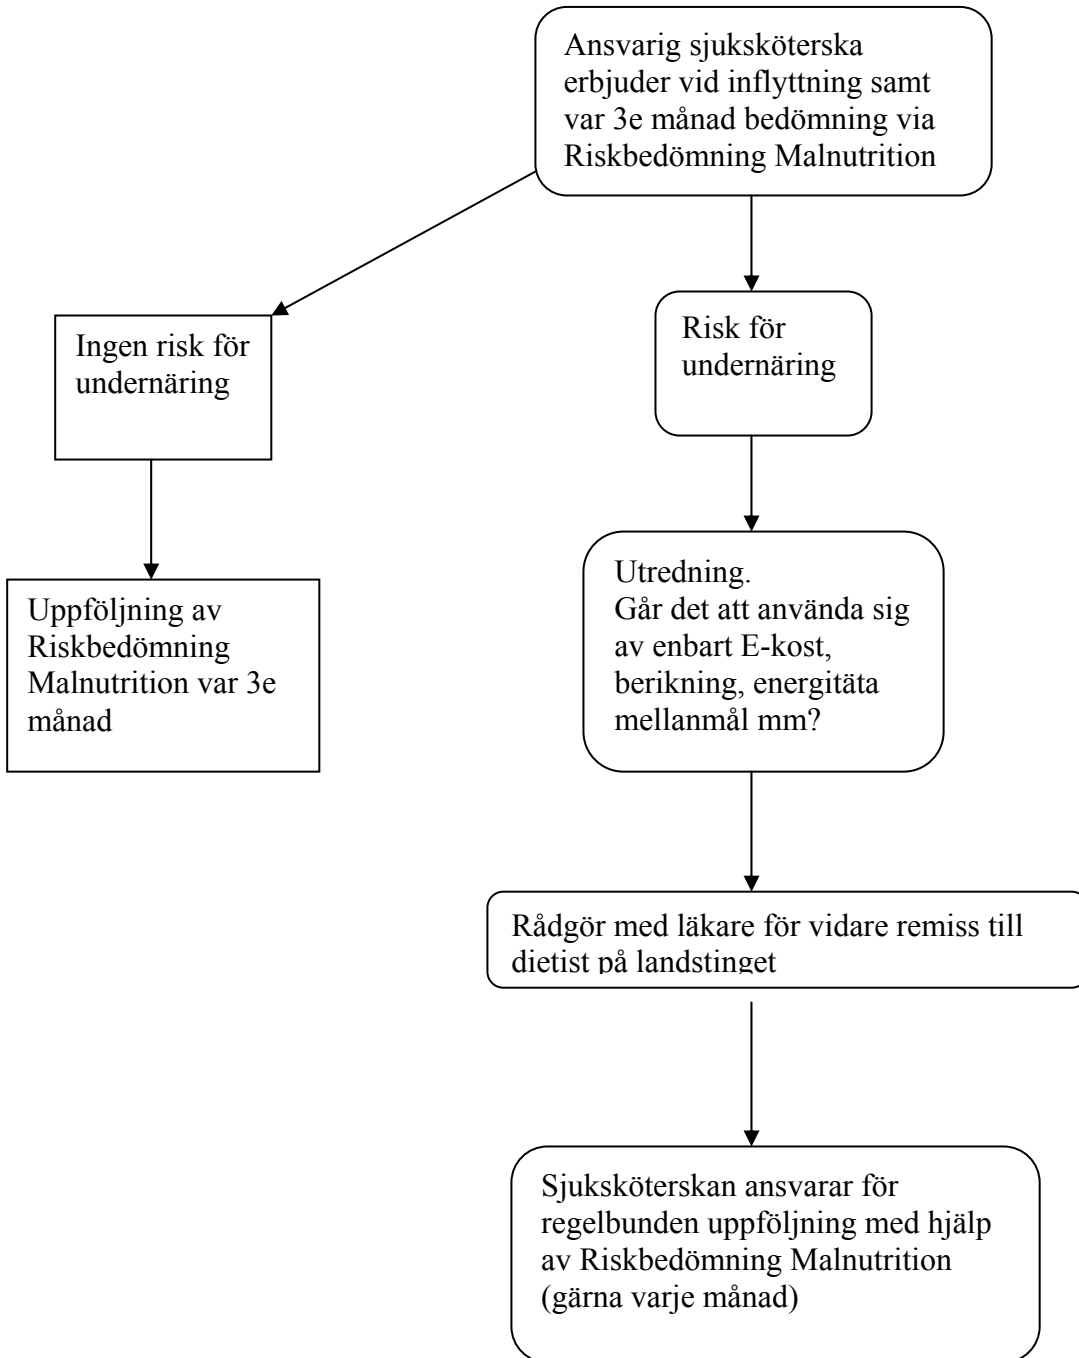 Ansvarig sjuksköterska
erbjuder vid inflyttning samt
var 3e månad bedömning via
Riskbedömning Malnutrition
Ingen risk för
undernäring
Risk för
undernäring
Uppföljning av
Riskbedömning
Malnutrition var 3e
månad
Utredning.
Går det att använda sig
av enbart E-kost,
berikning, energitäta
mellanmål mm?
Rådgör med läkare för vidare remiss till
dietist på landstinget
Sjuksköterskan ansvarar för
regelbunden uppföljning med hjälp
av Riskbedömning Malnutrition
(gärna varje månad)